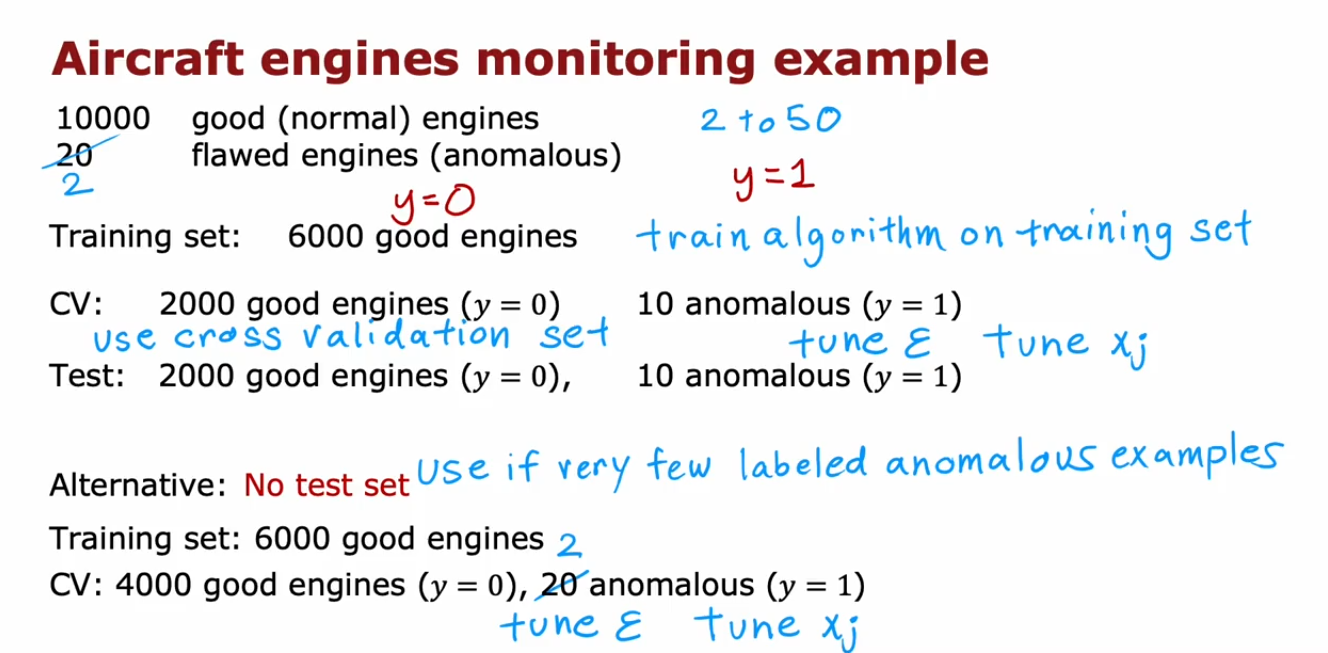 Aircraft engines monitoring example
10000 good (normal) engines 2 to 50
20 flawed engines (anomalous) y=1
2
y=0
Training set: 6000 good engines train algorithm on training set
CV: 2000 good engines (y = 0) 10 anomalous (y = 1)
use cross validation set tune ε tune xj
Test: 2000 good engines (y = 0), 10 anomalous (y = 1)
Alternative: No test set use if very few labeled anomalous examples
Training set: 6000 good engines 2
CV: 4000 good engines (y = 0), 20 anomalous (y = 1)
tune ε tune xj